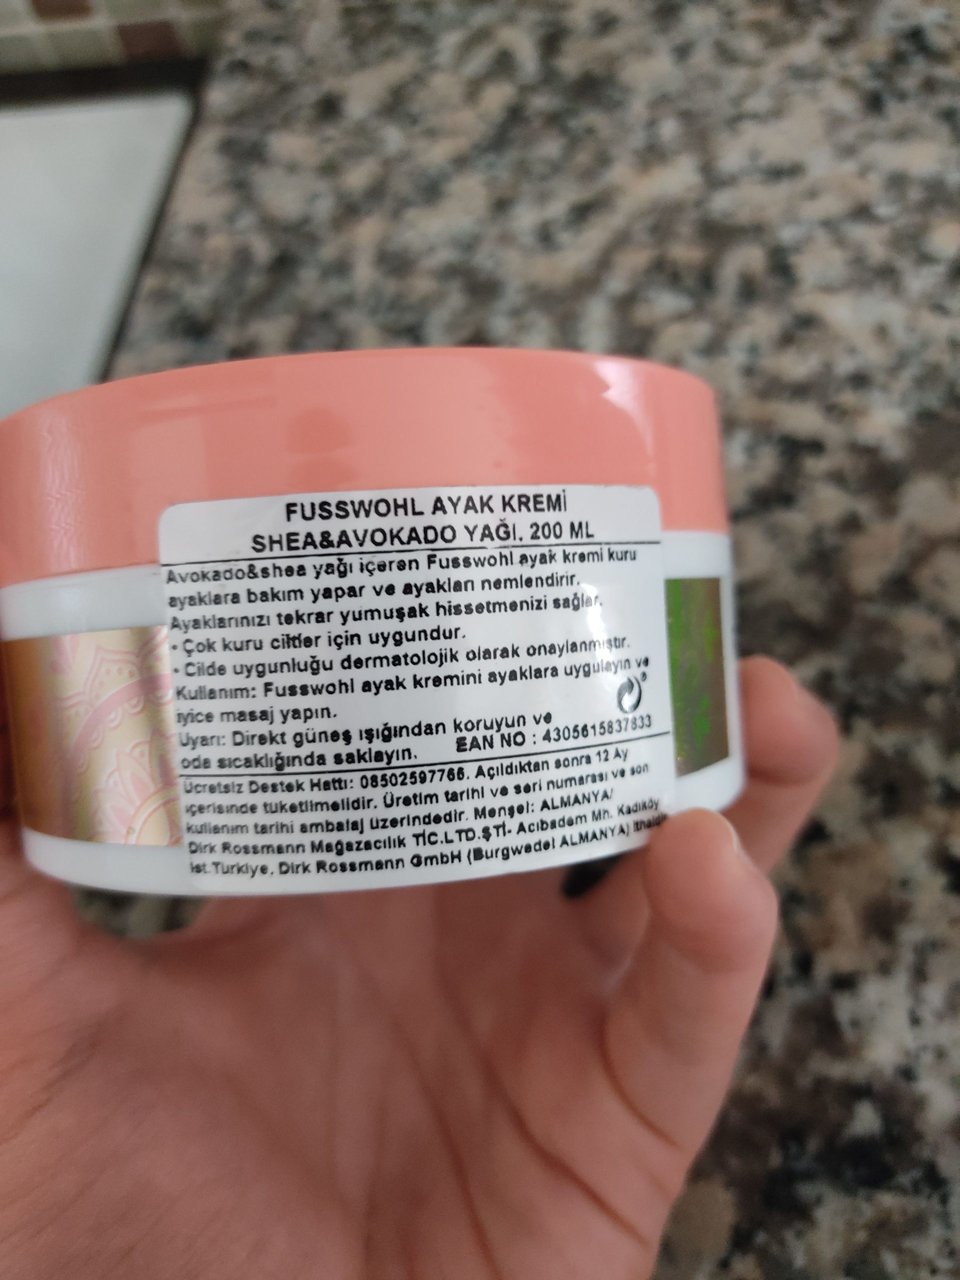 FUSSWOHL AYAK KREMİ
SHEA&AVOKADO YAĞI, 200 ML
Avokado&shea yağı içeren Fusswohl ayak kremi kuru
ayaklara bakım yapar ve ayakları nemlendirir.
Ayaklarınızı tekrar yumuşak hissetmenizi sağlar.
• Çok kuru ciltler için uygundur.
• Cilde uygunluğu dermatolojik olarak onaylanmıştır.
Kullanım: Fusswohl ayak kremini ayaklara uygulayın ve
iyice masaj yapın.
Uyarı: Direkt güneş ışığından koruyun ve
oda sıcaklığında saklayın. EAN NO : 4305615837833
Ücretsiz Destek Hattı: 08502597766. Açıldıktan sonra 12 Ay
içerisinde tüketilmelidir. Üretim tarihi ve seri numarası ve son
kullanım tarihi ambalaj üzerindedir. Menşei: ALMANYA/
Dirk Rossmann Mağazacılık TİC.LTD.ŞTİ- Acıbadem Mh. Kadıköy
İst.Türkiye, Dirk Rossmann GmbH (Burgwedel ALMANYA)